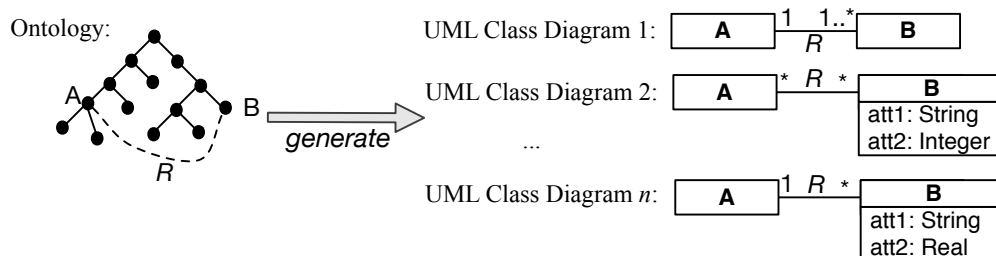 Ontology:
A
B
R
generate
UML Class Diagram 1:
A
1
1..*
R
B
UML Class Diagram 2:
A
*
R
*
B
att1: String
att2: Integer
...
UML Class Diagram n:
A
1
R
*
B
att1: String
att2: Real